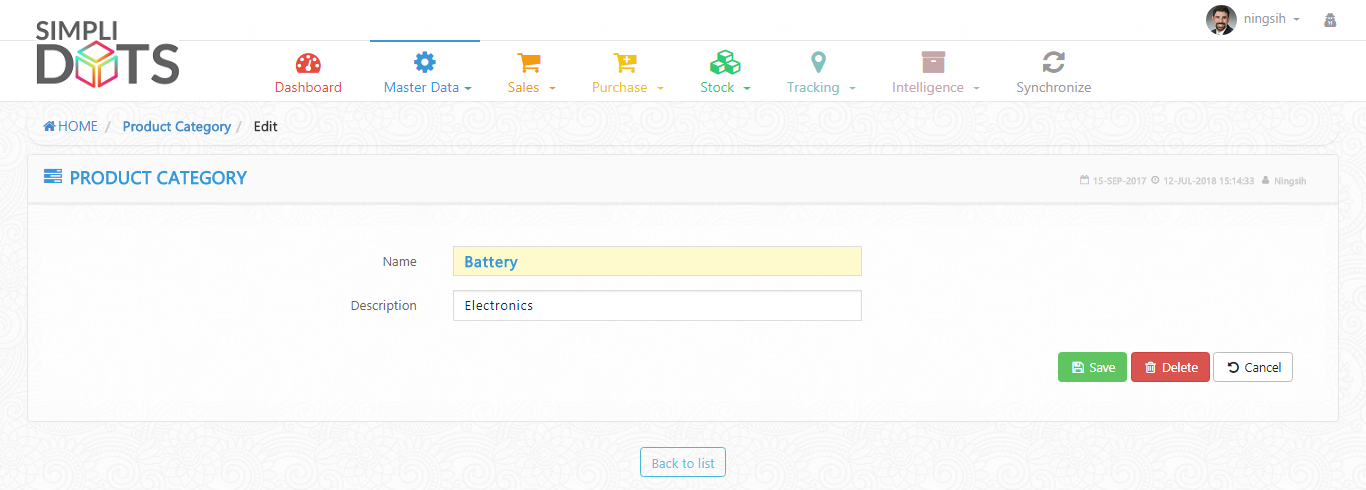 SIMPLI
DOTS
ningsih
Dashboard
Master Data
Sales
Purchase
Stock
Tracking
Intelligence
Synchronize
HOME / Product Category / Edit
PRODUCT CATEGORY
15-SEP-2017 12-JUL-2018 15:14:33 Ningsih
Name Battery
Description Electronics
Save Delete Cancel
Back to list